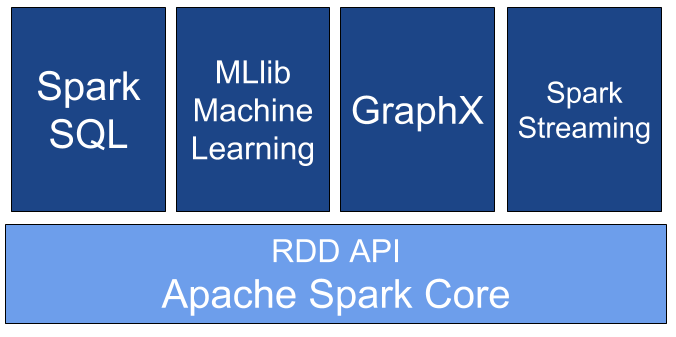 Spark
SQL
MLlib
Machine
Learning
GraphX
Spark
Streaming
RDD API
Apache Spark Core